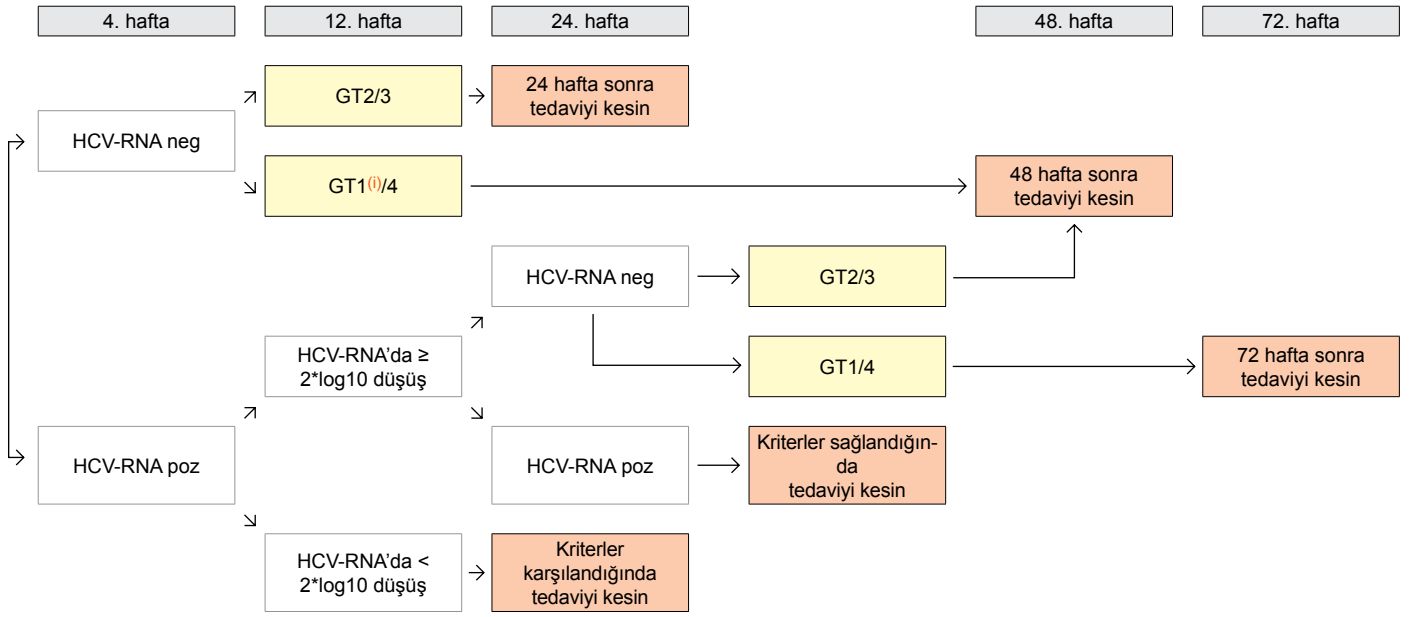 4. hafta
12. hafta
24. hafta
48. hafta
72. hafta
GT2/3
24 hafta sonra
tedaviyi kesin
HCV-RNA neg
GT1(i)/4
48 hafta sonra
tedaviyi kesin
HCV-RNA neg
GT2/3
HCV-RNA’da ≥
2*log10 düşüş
GT1/4
72 hafta sonra
tedaviyi kesin
HCV-RNA poz
HCV-RNA poz
Kriterler sağlandığın-
da
tedaviyi kesin
HCV-RNA’da <
2*log10 düşüş
Kriterler
karşılandığında
tedaviyi kesin